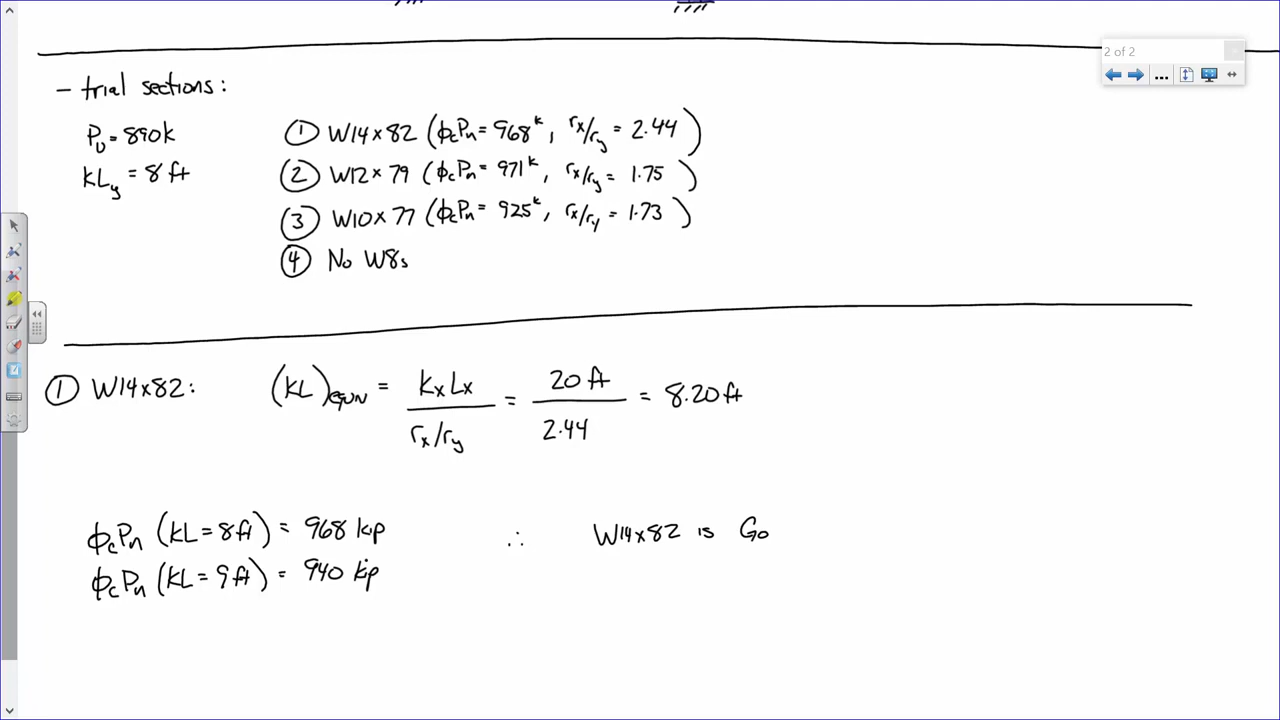 2 of 2
– trial sections:
Pu = 890k
KLy = 8 ft
① W14×82 (ϕcPn = 968k, rx/ry = 2.44)
② W12×79 (ϕcPn = 971k, rx/ry = 1.75)
③ W10×77 (ϕcPn = 925k, rx/ry = 1.73)
④ No W8s
① W14×82: (KL)EQUIV = KxLx / (rx/ry) = 20 ft / 2.44 = 8.20 ft
ϕcPn (KL = 8 ft) = 968 kip ∴ W14×82 is Go
ϕcPn (KL = 9 ft) = 940 kip